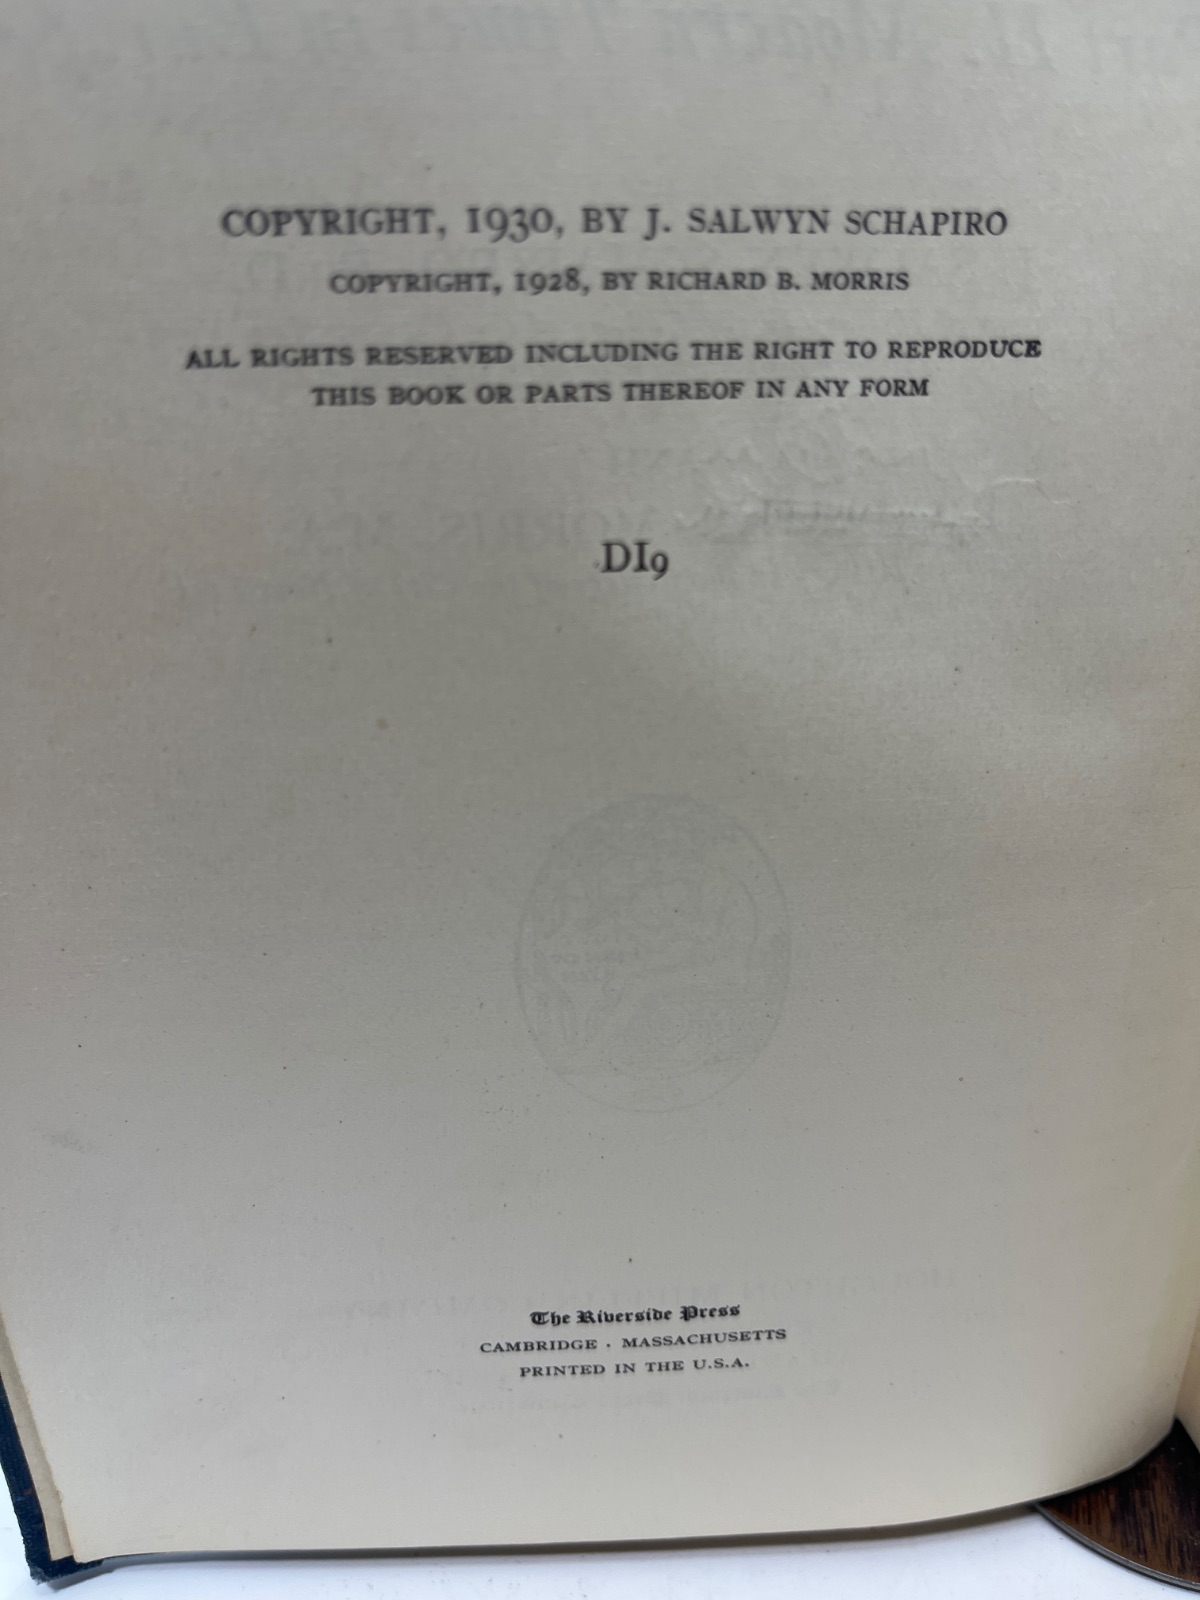 COPYRIGHT, 1930, BY J. SALWYN SCHAPIRO
COPYRIGHT, 1928, BY RICHARD B. MORRIS
ALL RIGHTS RESERVED INCLUDING THE RIGHT TO REPRODUCE
THIS BOOK OR PARTS THEREOF IN ANY FORM
DI9
The Riverside Press
CAMBRIDGE . MASSACHUSETTS
PRINTED IN THE U.S.A.